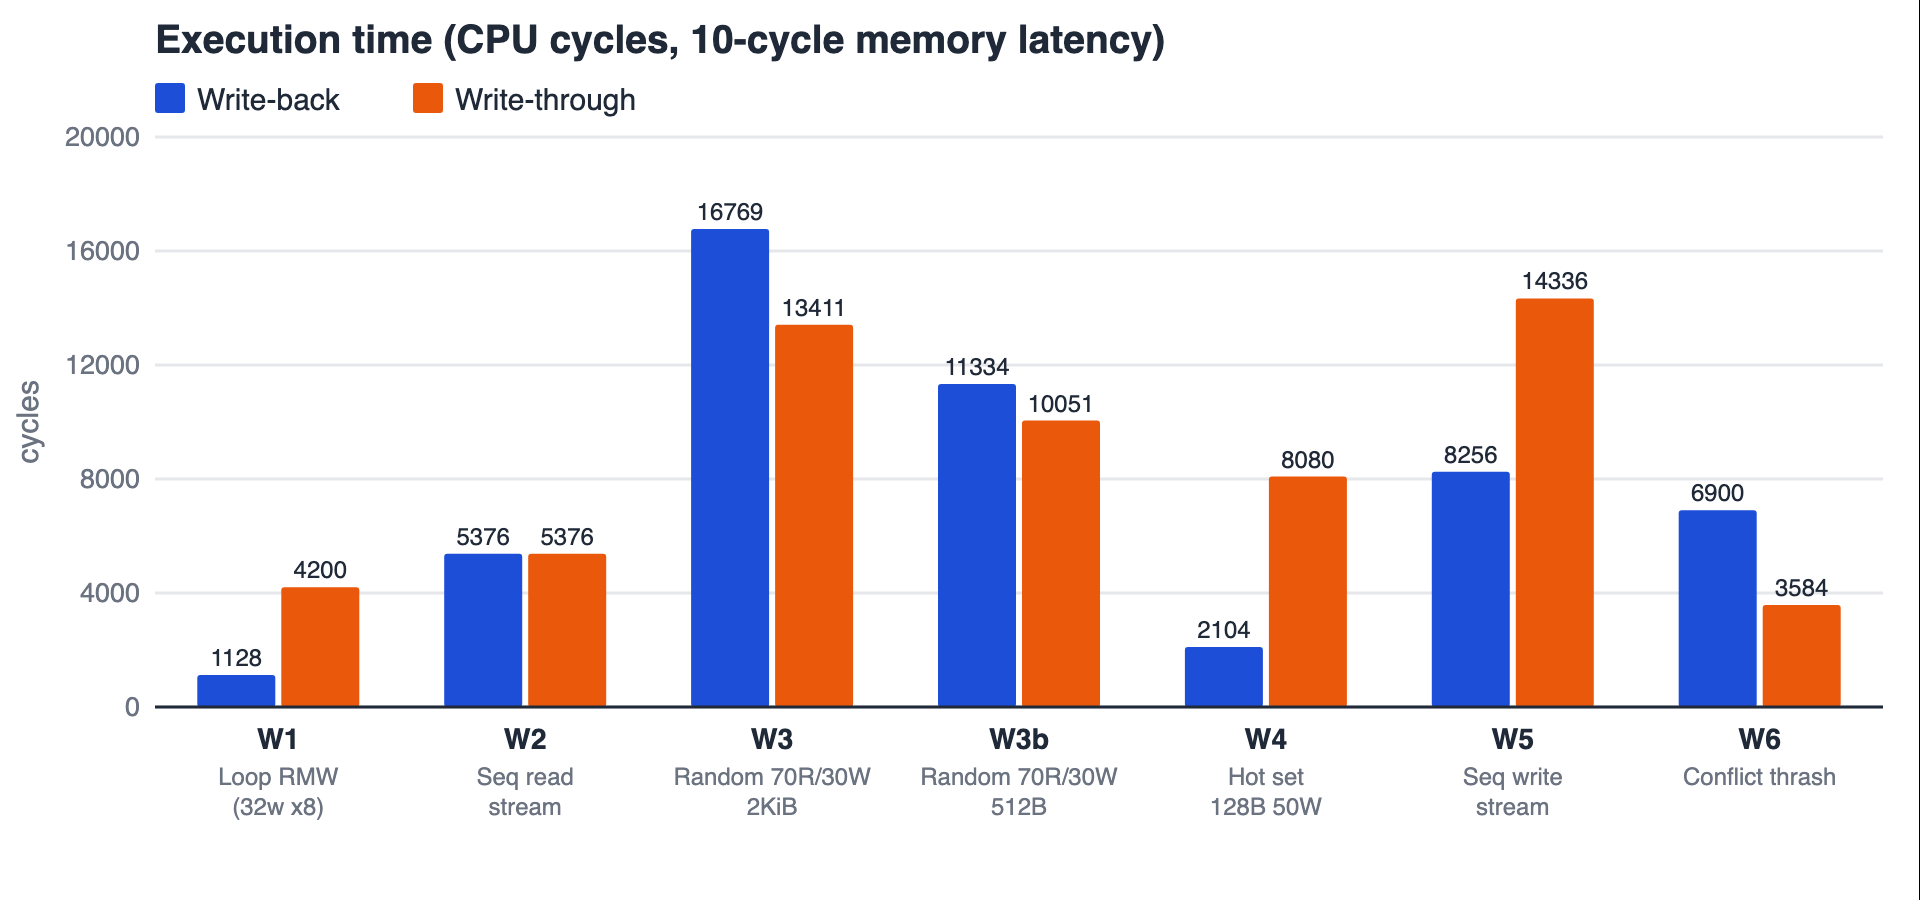 Execution time (CPU cycles, 10-cycle memory latency)
Write-back
Write-through
20000
16000
12000
8000
4000
0
cycles
1128
4200
5376
5376
16769
13411
11334
10051
2104
8080
8256
14336
6900
3584
W1
Loop RMW
(32w x8)
W2
Seq read
stream
W3
Random 70R/30W
2KiB
W3b
Random 70R/30W
512B
W4
Hot set
128B 50W
W5
Seq write
stream
W6
Conflict thrash